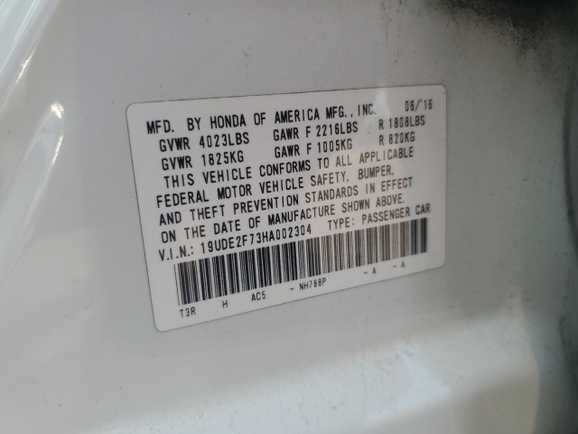 MFD. BY HONDA OF AMERICA MFG., INC. 06/'16
GVWR 4023LBS GAWR F 2216LBS R 1808LBS
GVWR 1825KG GAWR F 1005KG R 820KG
THIS VEHICLE CONFORMS TO ALL APPLICABLE
FEDERAL MOTOR VEHICLE SAFETY, BUMPER,
AND THEFT PREVENTION STANDARDS IN EFFECT
ON THE DATE OF MANUFACTURE SHOWN ABOVE.
V.I.N.: 19UDE2F73HA002304 TYPE: PASSENGER CAR
T3R H AC5 - NH788P - A - A